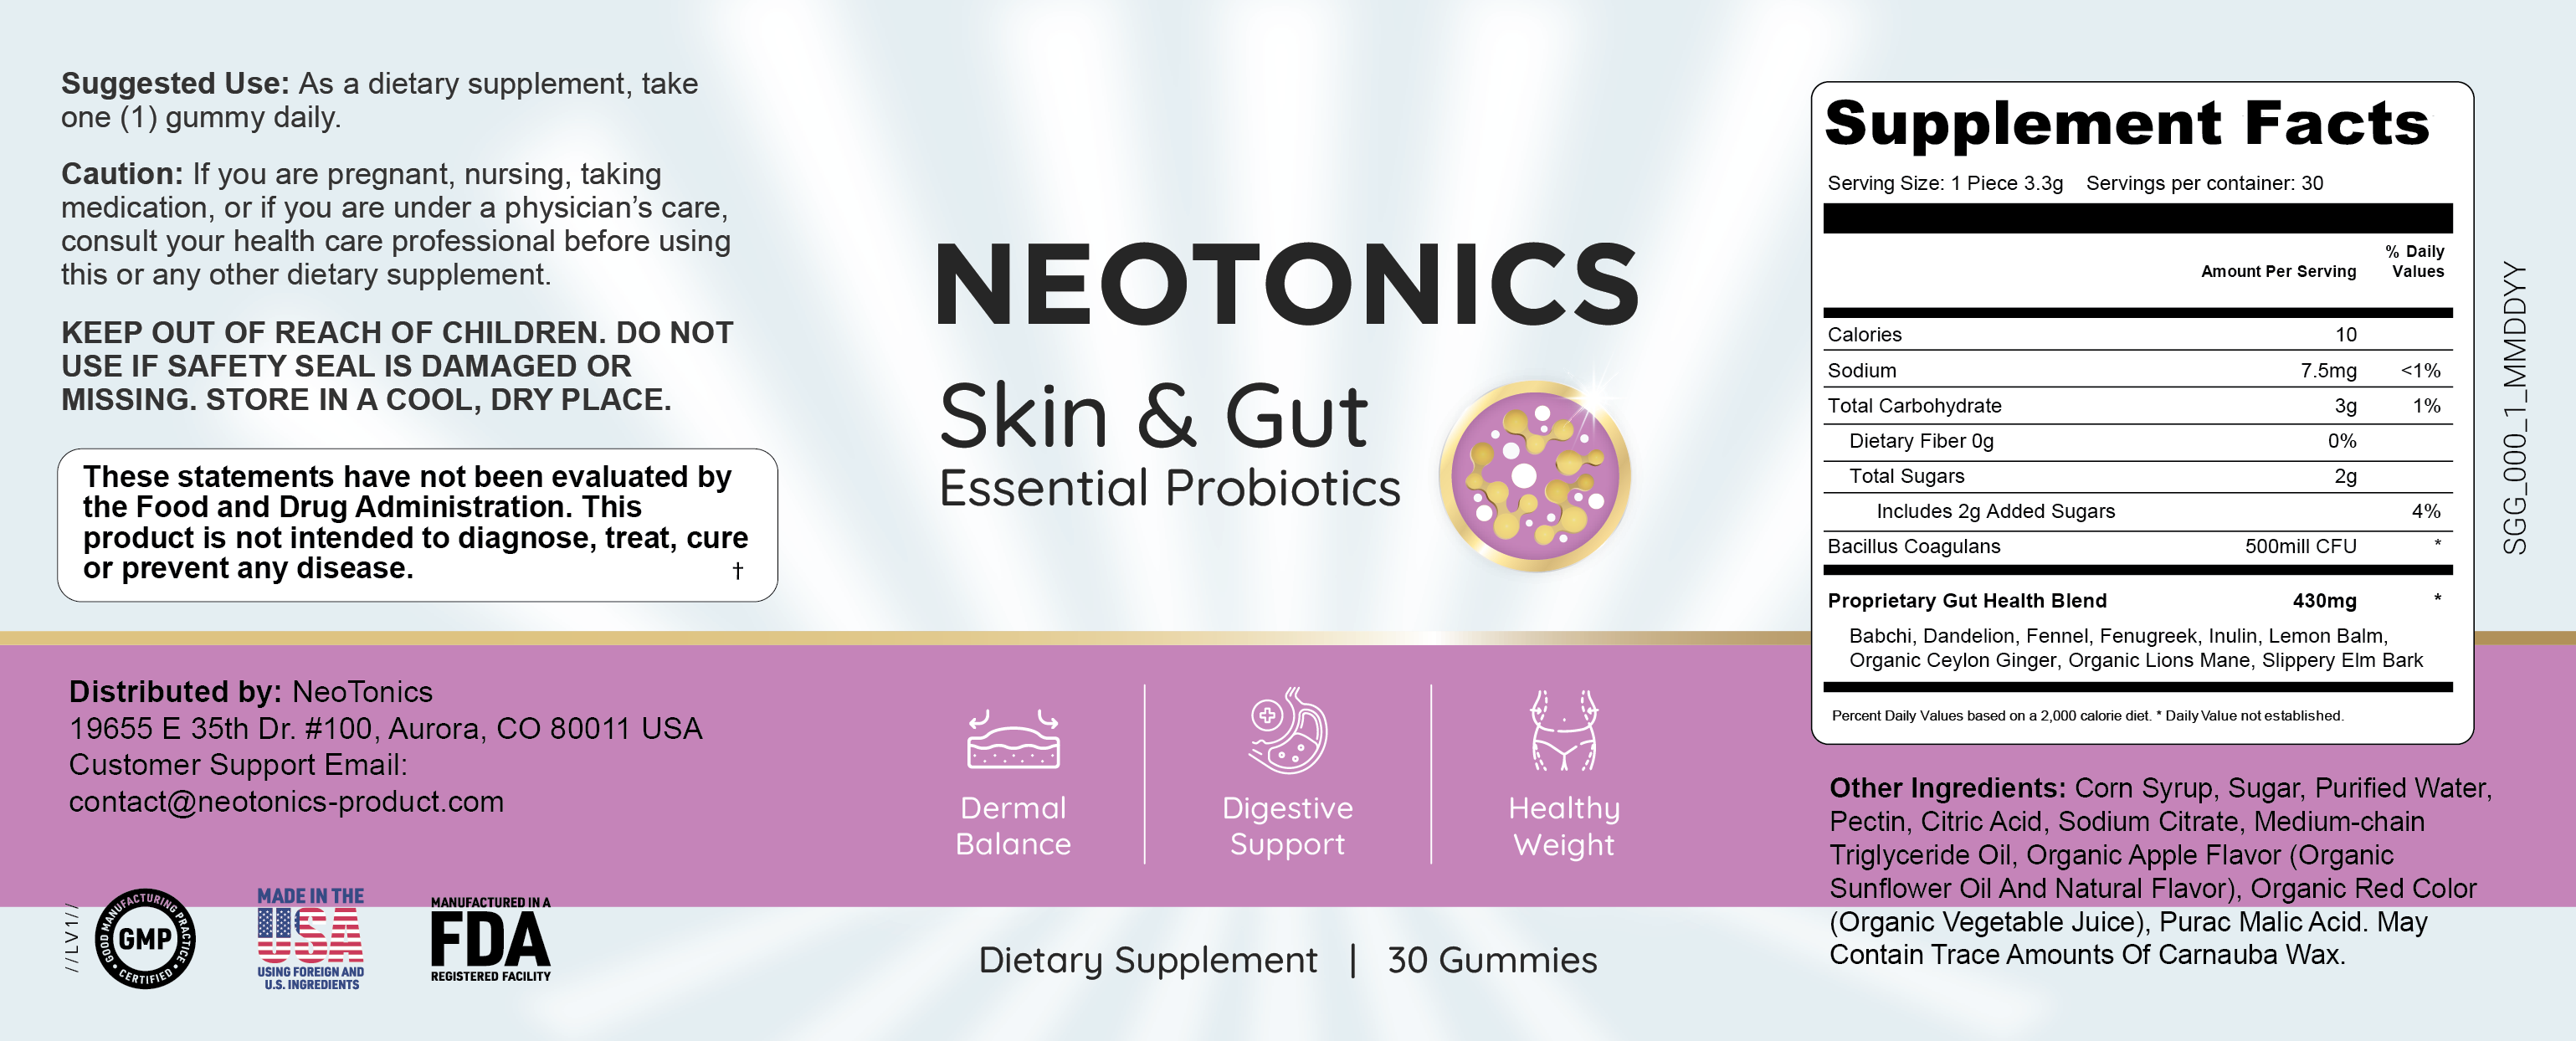 Suggested Use: As a dietary supplement, take
one (1) gummy daily.
Caution: If you are pregnant, nursing, taking
medication, or if you are under a physician’s care,
consult your health care professional before using
this or any other dietary supplement.
KEEP OUT OF REACH OF CHILDREN. DO NOT
USE IF SAFETY SEAL IS DAMAGED OR
MISSING. STORE IN A COOL, DRY PLACE.
These statements have not been evaluated by
the Food and Drug Administration. This
product is not intended to diagnose, treat, cure
or prevent any disease. †
Distributed by: NeoTonics
19655 E 35th Dr. #100, Aurora, CO 80011 USA
Customer Support Email:
contact@neotonics-product.com
//LV1//
GOOD MANUFACTURING PRACTICE
GMP
• CERTIFIED •
MADE IN THE
USA
USING FOREIGN AND
U.S. INGREDIENTS
MANUFACTURED IN A
FDA
REGISTERED FACILITY
NEOTONICS
Skin & Gut
Essential Probiotics
Dermal
Balance
Digestive
Support
Healthy
Weight
Dietary Supplement | 30 Gummies
Supplement Facts
Serving Size: 1 Piece 3.3g Servings per container: 30
Amount Per Serving % Daily
Values
Calories 10
Sodium 7.5mg <1%
Total Carbohydrate 3g 1%
Dietary Fiber 0g 0%
Total Sugars 2g
Includes 2g Added Sugars 4%
Bacillus Coagulans 500mill CFU *
Proprietary Gut Health Blend 430mg *
Babchi, Dandelion, Fennel, Fenugreek, Inulin, Lemon Balm,
Organic Ceylon Ginger, Organic Lions Mane, Slippery Elm Bark
Percent Daily Values based on a 2,000 calorie diet. * Daily Value not established.
Other Ingredients: Corn Syrup, Sugar, Purified Water,
Pectin, Citric Acid, Sodium Citrate, Medium-chain
Triglyceride Oil, Organic Apple Flavor (Organic
Sunflower Oil And Natural Flavor), Organic Red Color
(Organic Vegetable Juice), Purac Malic Acid. May
Contain Trace Amounts Of Carnauba Wax.
SGG_000_1_MMDDYY